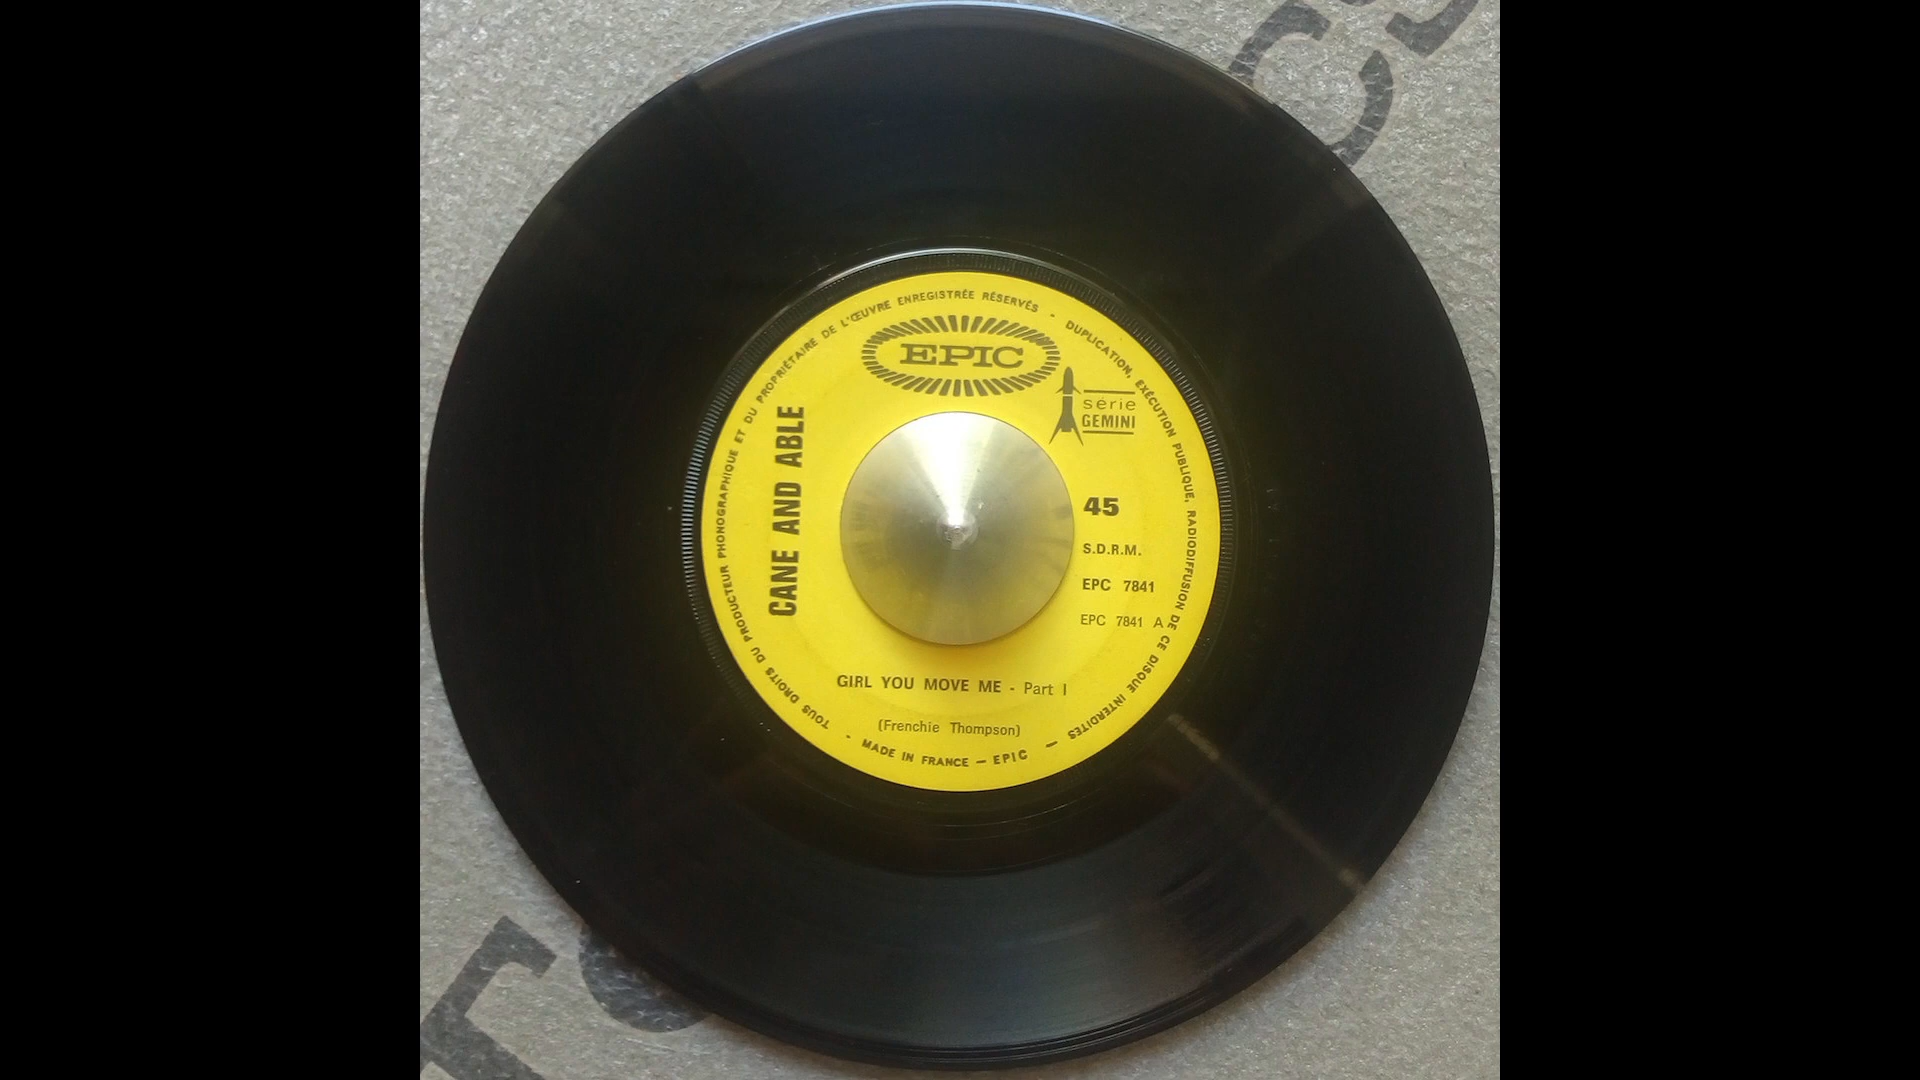 TOUS DROITS DU PRODUCTEUR PHONOGRAPHIQUE ET DU PROPRIÉTAIRE DE L'ŒUVRE ENREGISTRÉE RÉSERVÉS - DUPLICATION, EXÉCUTION PUBLIQUE, RADIODIFFUSION DE CE DISQUE INTERDITES -
EPIC
série
GEMINI
CANE AND ABLE
45
S.D.R.M.
EPC 7841
EPC 7841 A
GIRL YOU MOVE ME - Part I
(Frenchie Thompson)
MADE IN FRANCE — EPIC